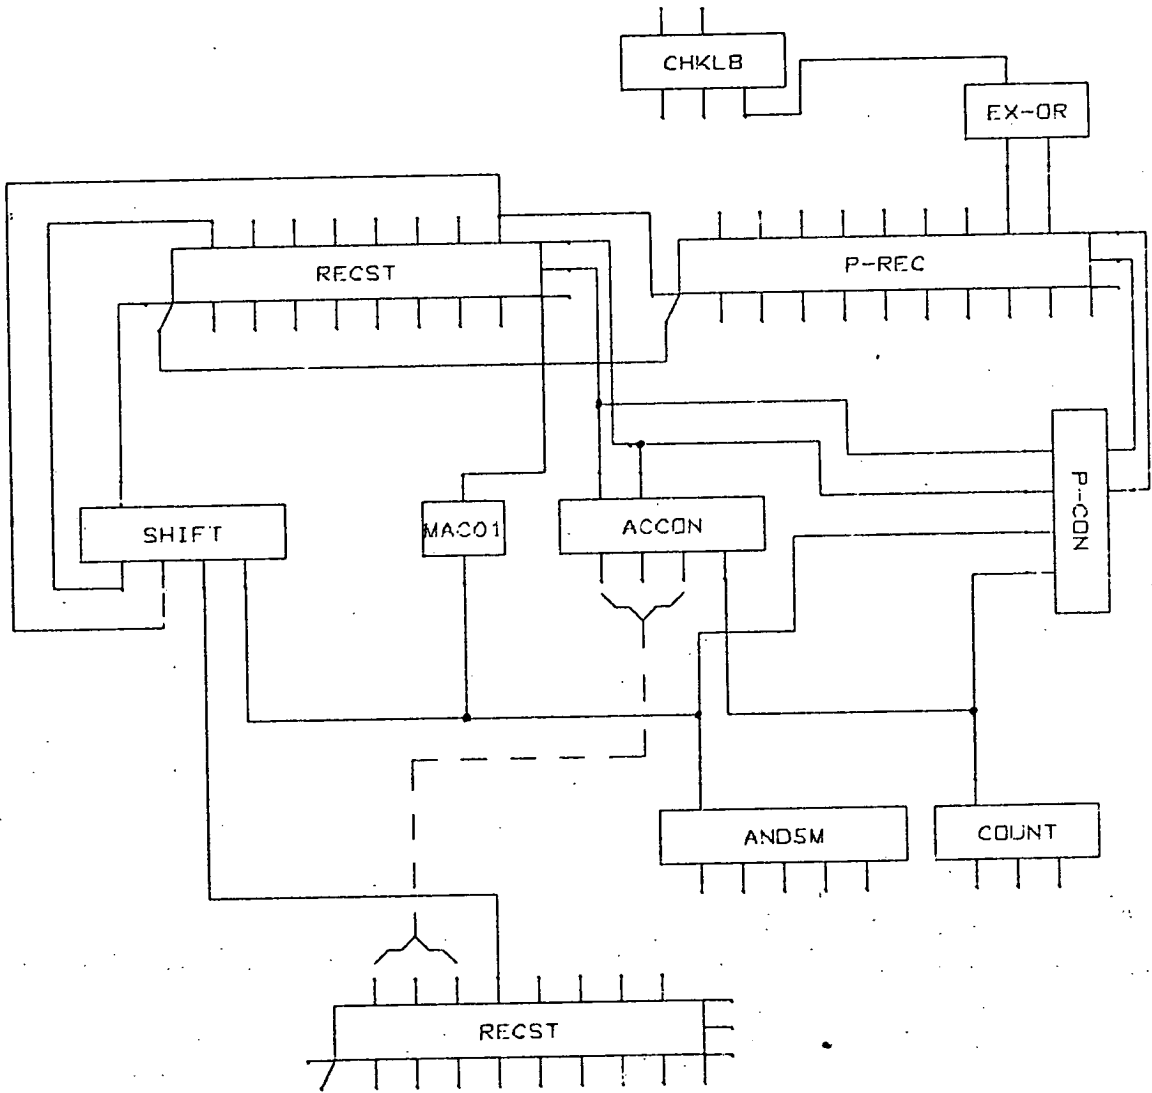 CHKLB
EX-OR
RECST
P-REC
SHIFT
MAC01
ACCON
P-CON
ANDSM
COUNT
RECST